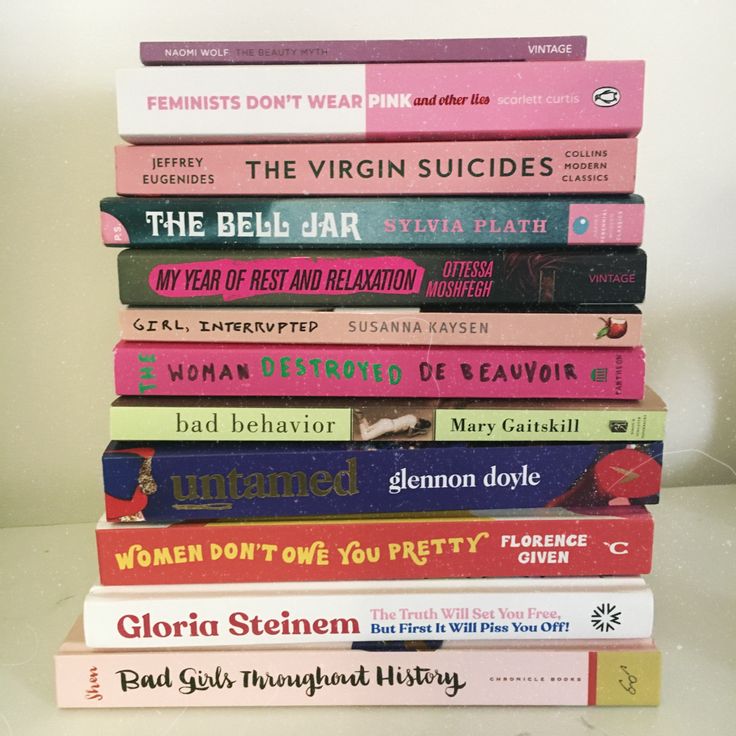 NAOMI WOLF THE BEAUTY MYTH VINTAGE
FEMINISTS DON'T WEAR PINK and other lies scarlett curtis
JEFFREY EUGENIDES THE VIRGIN SUICIDES COLLINS MODERN CLASSICS
P.S. THE BELL JAR SYLVIA PLATH
MY YEAR OF REST AND RELAXATION OTTESSA MOSHFEGH VINTAGE
GIRL, INTERRUPTED SUSANNA KAYSEN
THE WOMAN DESTROYED DE BEAUVOIR PANTHEON
bad behavior Mary Gaitskill
untamed glennon doyle
WOMEN DON'T OWE YOU PRETTY FLORENCE GIVEN C
Gloria Steinem The Truth Will Set You Free, But First It Will Piss You Off!
Shen Bad Girls Throughout History CHRONICLE BOOKS